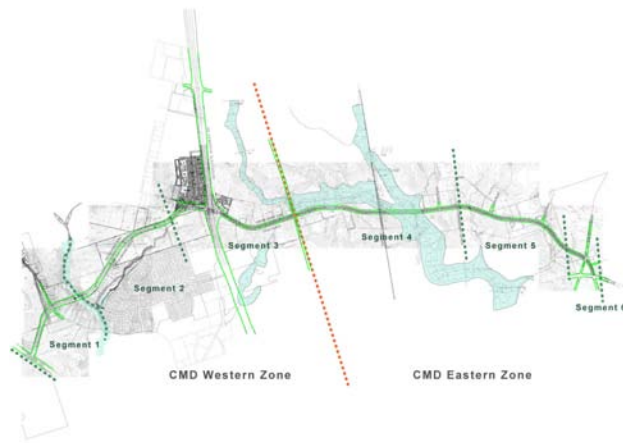 Segment 3
Segment 4
Segment 5
Segment 2
Segment 6
Segment 1
CMD Western Zone
CMD Eastern Zone